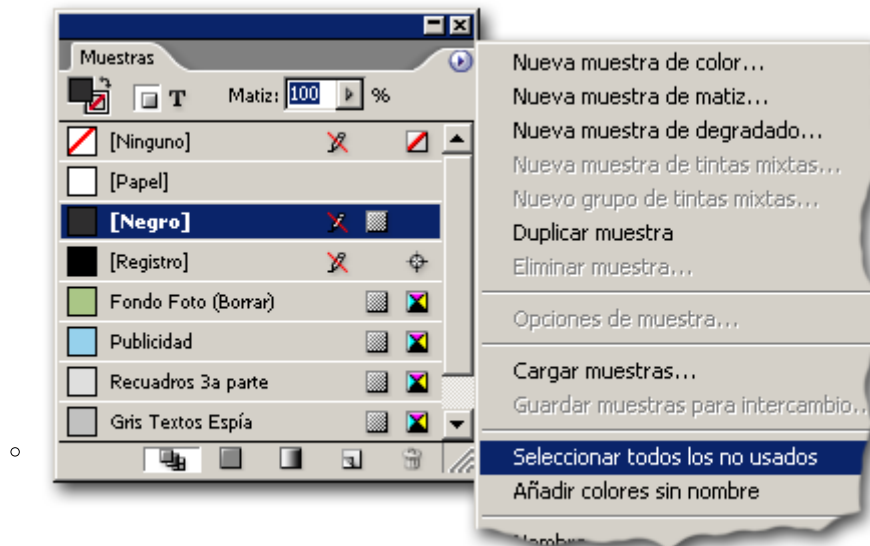 Muestras
T Matiz: 100 %
[Ninguno]
[Papel]
[Negro]
[Registro]
Fondo Foto (Borrar)
Publicidad
Recuadros 3a parte
Gris Textos Espía
Nueva muestra de color...
Nueva muestra de matiz...
Nueva muestra de degradado...
Nueva muestra de tintas mixtas...
Nuevo grupo de tintas mixtas...
Duplicar muestra
Eliminar muestra...
Opciones de muestra...
Cargar muestras...
Guardar muestras para intercambio..
Seleccionar todos los no usados
Añadir colores sin nombre